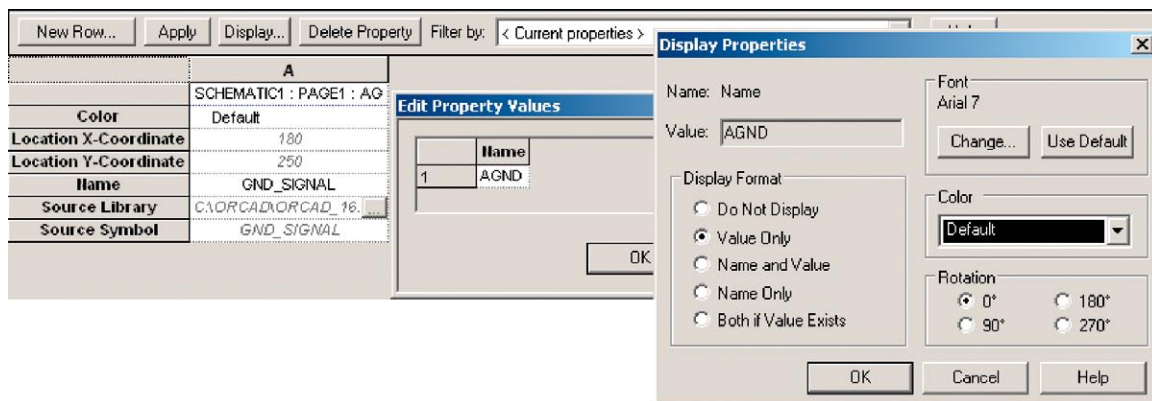 New Row... Apply Display... Delete Property Filter by: < Current properties >
A
SCHEMATIC1 : PAGE1 : AG
Color Default
Location X-Coordinate 180
Location Y-Coordinate 250
Name GND_SIGNAL
Source Library C:\ORCAD\ORCAD_16. ...
Source Symbol GND_SIGNAL
Edit Property Values
Name
1 AGND
OK
Display Properties
Name: Name
Value: AGND
Display Format
Do Not Display
Value Only
Name and Value
Name Only
Both if Value Exists
Font
Arial 7
Change... Use Default
Color
Default
Rotation
0° 180°
90° 270°
OK Cancel Help